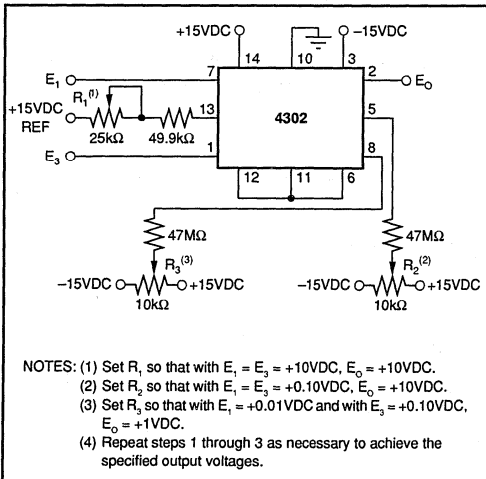 +15VDC –15VDC
14 10 3
E₁ 7 2 E₀
R₁⁽¹⁾
+15VDC REF 13 4302 5
25kΩ 49.9kΩ
E₃ 1 8
12 11 6
47MΩ 47MΩ
R₃⁽³⁾ R₂⁽²⁾
–15VDC +15VDC –15VDC +15VDC
10kΩ 10kΩ
NOTES: (1) Set R₁ so that with E₁ = E₃ = +10VDC, E₀ = +10VDC.
(2) Set R₂ so that with E₁ = E₃ = +0.10VDC, E₀ = +10VDC.
(3) Set R₃ so that with E₁ = +0.01VDC and with E₃ = +0.10VDC,
E₀ = +1VDC.
(4) Repeat steps 1 through 3 as necessary to achieve the
specified output voltages.